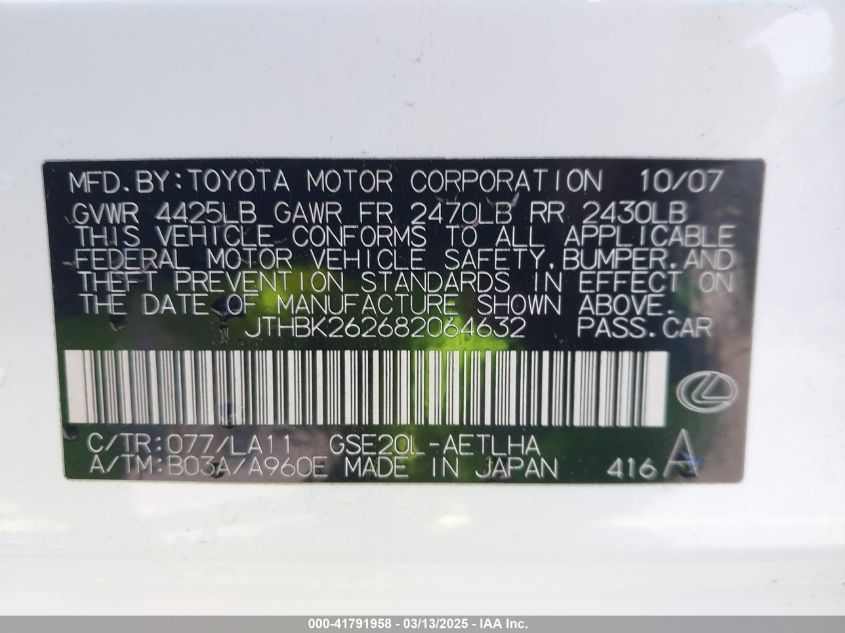 MFD.BY:TOYOTA MOTOR CORPORATION 10/07
GVWR 4425LB GAWR FR 2470LB RR 2430LB
THIS VEHICLE CONFORMS TO ALL APPLICABLE
FEDERAL MOTOR VEHICLE SAFETY,BUMPER,AND
THEFT PREVENTION STANDARDS IN EFFECT ON
THE DATE OF MANUFACTURE SHOWN ABOVE.
JTHBK262682064632 PASS.CAR
C/TR:077/LA11 GSE20L-AETLHA
A/TM:B03A/A960E MADE IN JAPAN 416 A
000-41791958 - 03/13/2025 - IAA Inc.